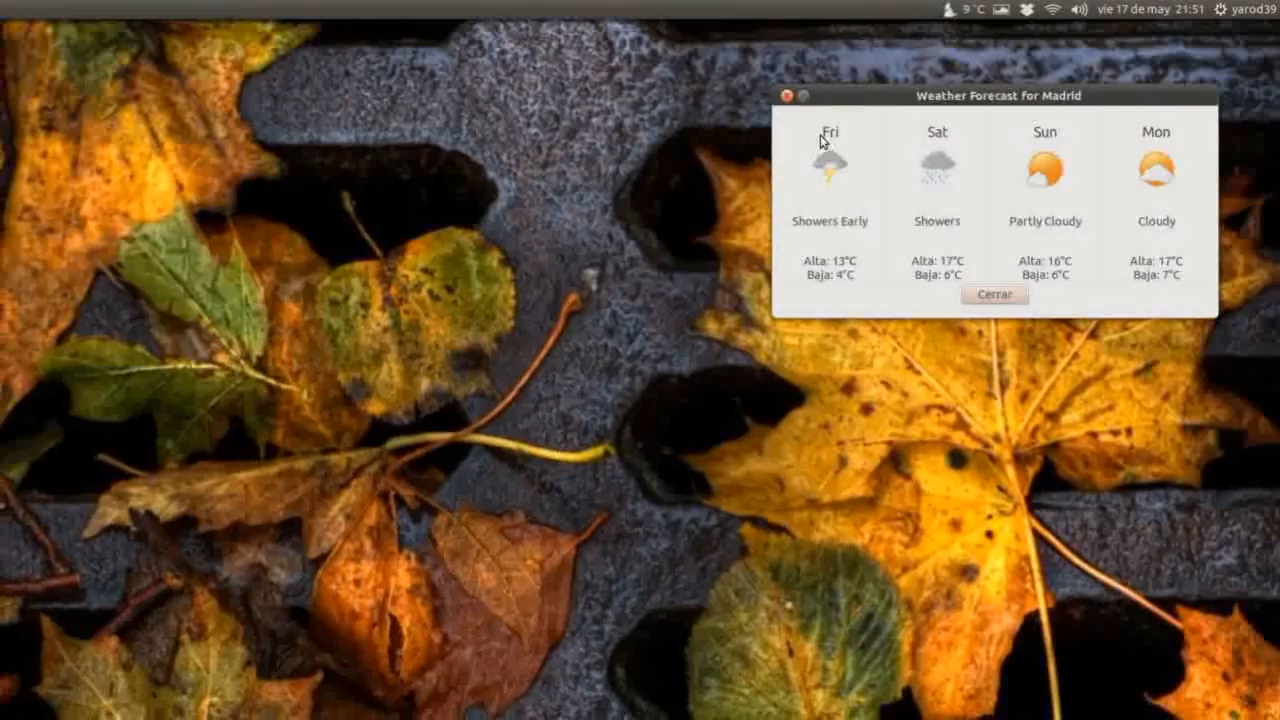 9 °C vie 17 de may 21:51 yarod39
Weather Forecast for Madrid
Fri Sat Sun Mon
Showers Early Showers Partly Cloudy Cloudy
Alta: 13°C Alta: 17°C Alta: 16°C Alta: 17°C
Baja: 4°C Baja: 6°C Baja: 6°C Baja: 7°C
Cerrar